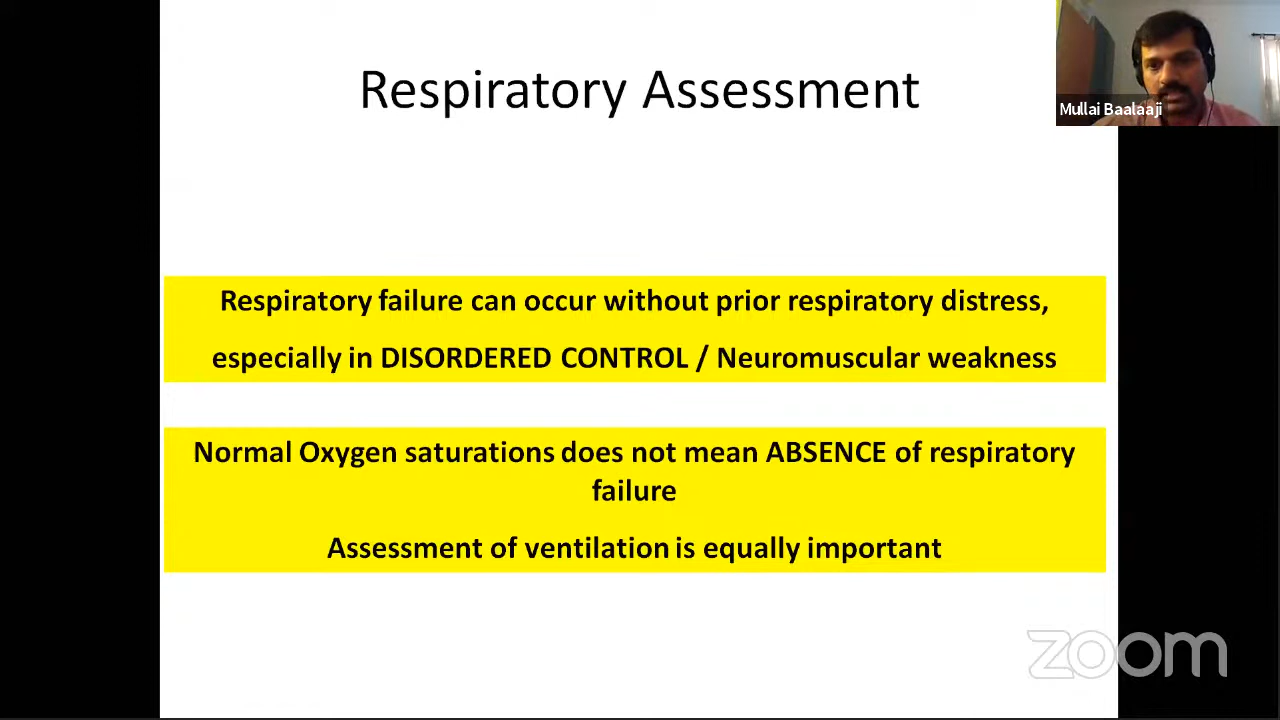 Respiratory Assessment
Mullai Baalaaji
Respiratory failure can occur without prior respiratory distress,
especially in DISORDERED CONTROL / Neuromuscular weakness
Normal Oxygen saturations does not mean ABSENCE of respiratory
failure
Assessment of ventilation is equally important
zoom